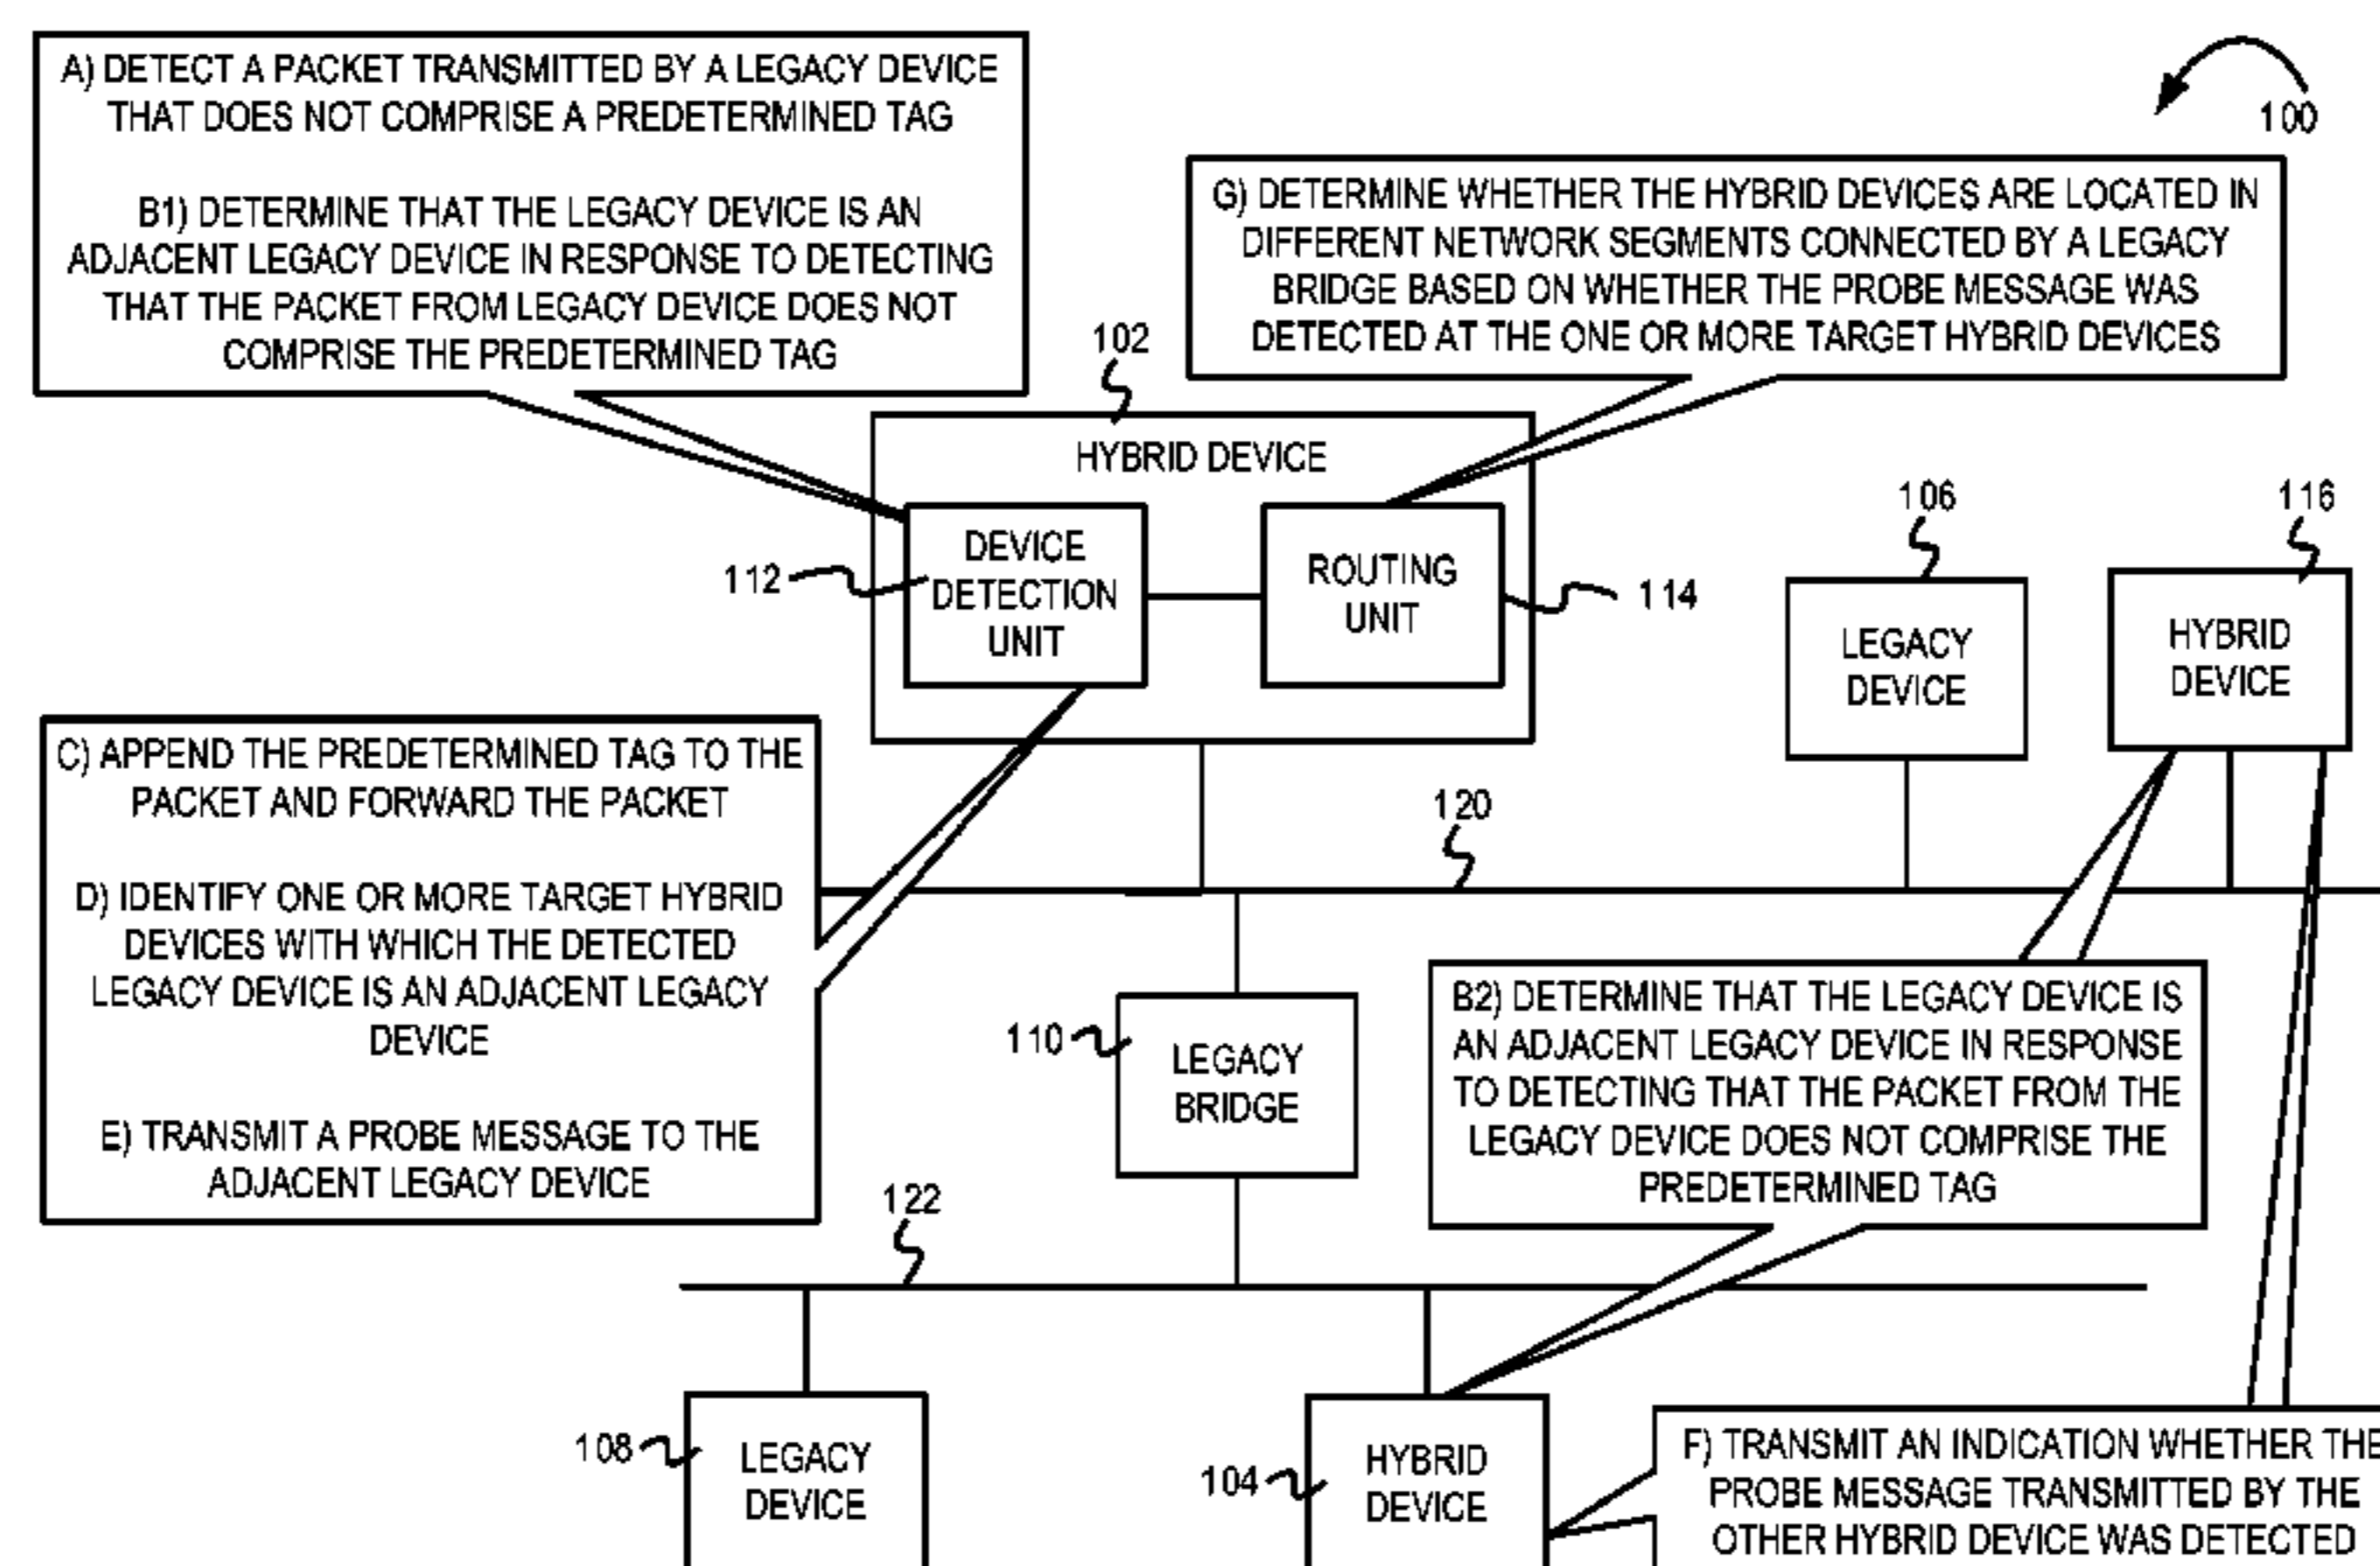 A) DETECT A PACKET TRANSMITTED BY A LEGACY DEVICE
THAT DOES NOT COMPRISE A PREDETERMINED TAG
B1) DETERMINE THAT THE LEGACY DEVICE IS AN
ADJACENT LEGACY DEVICE IN RESPONSE TO DETECTING
THAT THE PACKET FROM LEGACY DEVICE DOES NOT
COMPRISE THE PREDETERMINED TAG
100
G) DETERMINE WHETHER THE HYBRID DEVICES ARE LOCATED IN
DIFFERENT NETWORK SEGMENTS CONNECTED BY A LEGACY
BRIDGE BASED ON WHETHER THE PROBE MESSAGE WAS
DETECTED AT THE ONE OR MORE TARGET HYBRID DEVICES
102
HYBRID DEVICE
112
DEVICE
DETECTION
UNIT
ROUTING
UNIT
114
106
LEGACY
DEVICE
116
HYBRID
DEVICE
C) APPEND THE PREDETERMINED TAG TO THE
PACKET AND FORWARD THE PACKET
D) IDENTIFY ONE OR MORE TARGET HYBRID
DEVICES WITH WHICH THE DETECTED
LEGACY DEVICE IS AN ADJACENT LEGACY
DEVICE
E) TRANSMIT A PROBE MESSAGE TO THE
ADJACENT LEGACY DEVICE
120
110
LEGACY
BRIDGE
B2) DETERMINE THAT THE LEGACY DEVICE IS
AN ADJACENT LEGACY DEVICE IN RESPONSE
TO DETECTING THAT THE PACKET FROM THE
LEGACY DEVICE DOES NOT COMPRISE THE
PREDETERMINED TAG
122
108
LEGACY
DEVICE
104
HYBRID
DEVICE
F) TRANSMIT AN INDICATION WHETHER THE
PROBE MESSAGE TRANSMITTED BY THE
OTHER HYBRID DEVICE WAS DETECTED